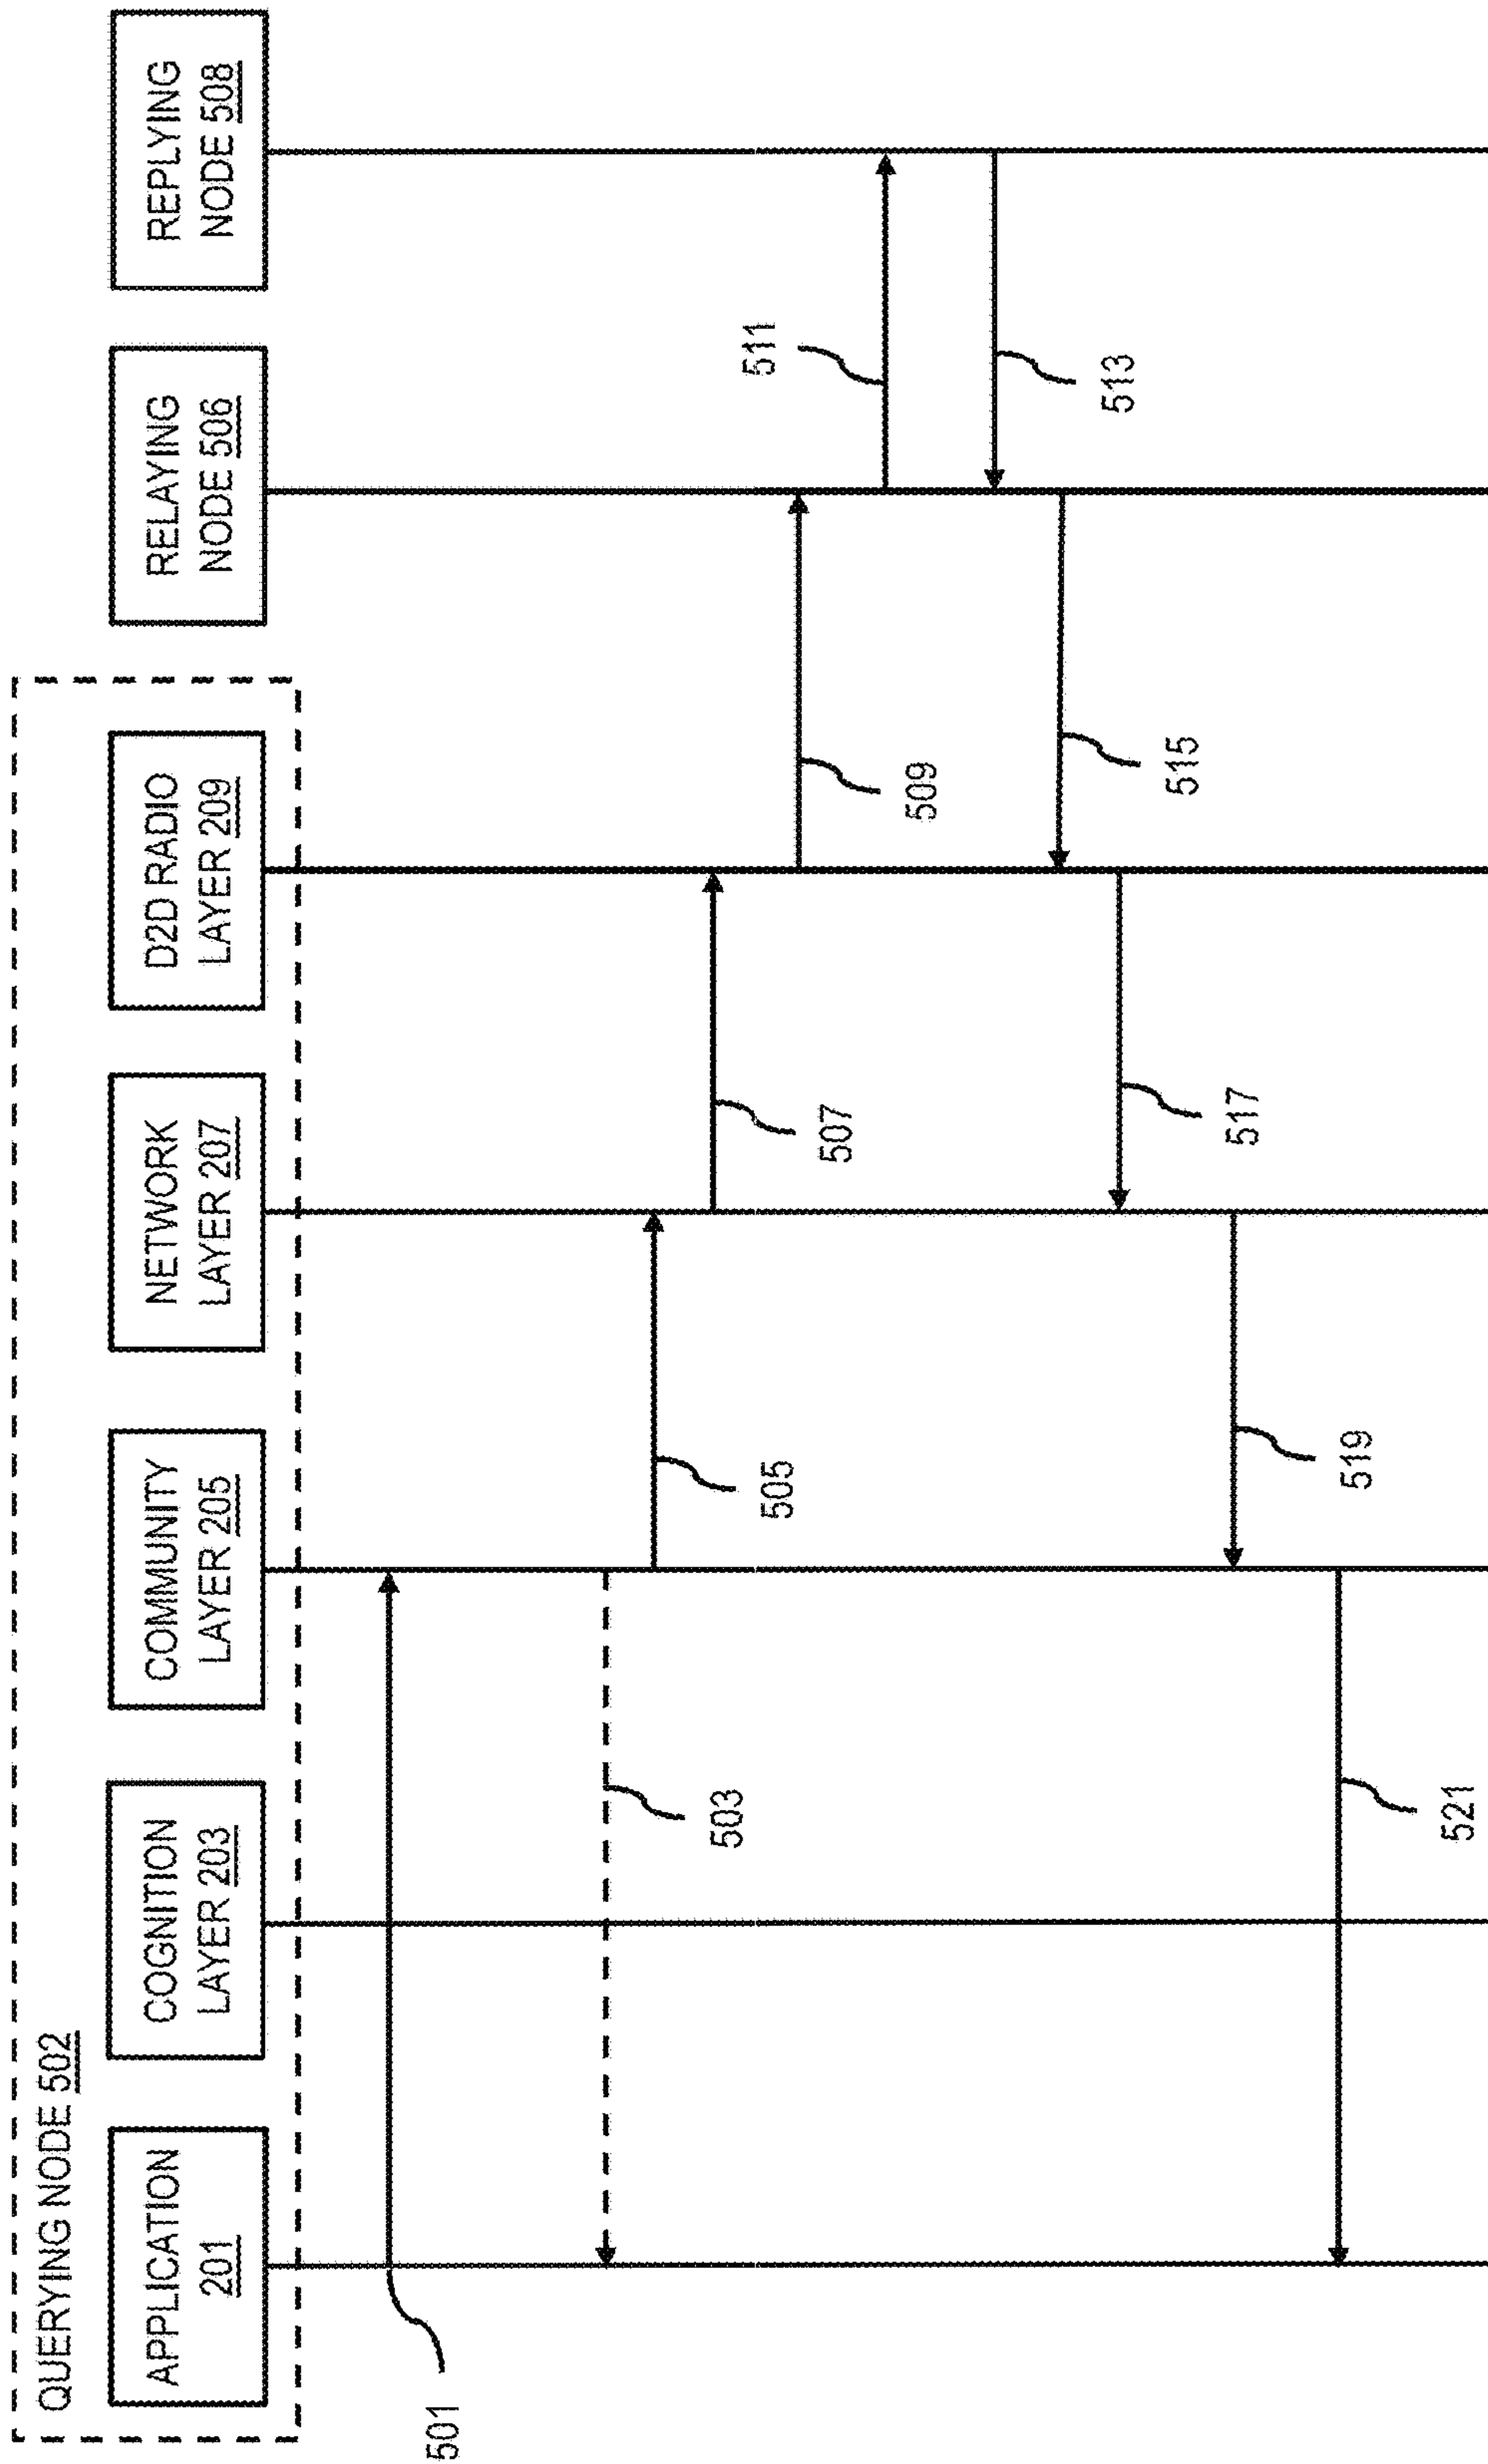 QUERYING NODE 502
APPLICATION
201
COGNITION
LAYER 203
COMMUNITY
LAYER 205
NETWORK
LAYER 207
D2D RADIO
LAYER 209
RELAYING
NODE 506
REPLYING
NODE 508
501
503
505
507
509
511
513
515
517
519
521